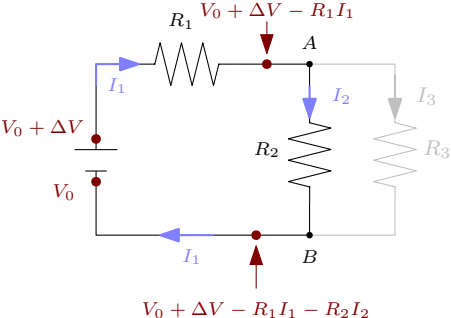 V₀ + ΔV − R₁I₁
R₁
A
I₁
I₂
I₃
V₀ + ΔV
R₂
R₃
V₀
I₁
B
V₀ + ΔV − R₁I₁ − R₂I₂